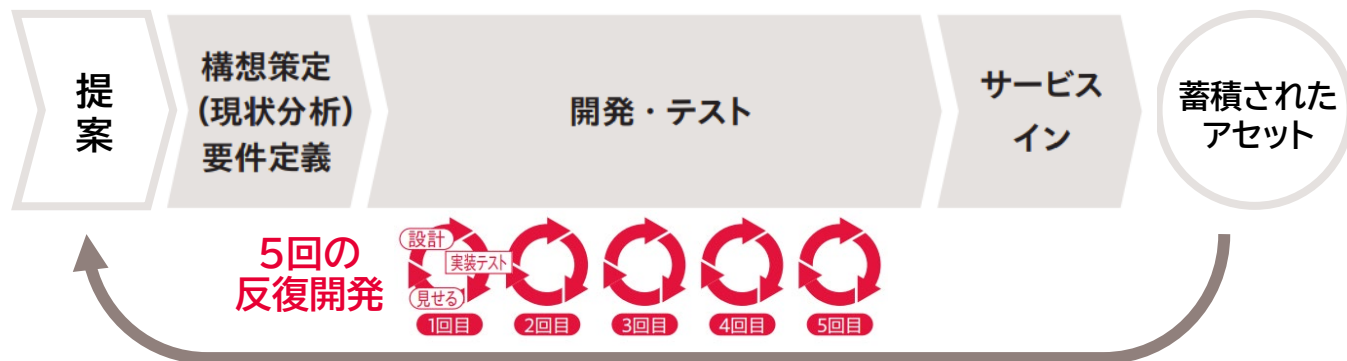 提
案
構想策定
(現状分析)
要件定義
開発・テスト
サービス
イン
蓄積された
アセット
5回の
反復開発
設計
実装テスト
見せる
1回目
2回目
3回目
4回目
5回目